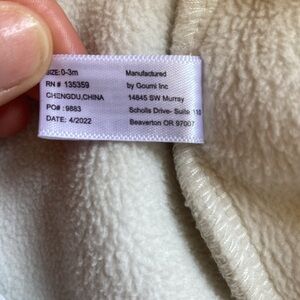 SIZE:0-3m
RN # 135359
CHENGDU,CHINA
PO# : 9883
DATE: 4/2022
Manufactured
by Goumi Inc
14845 SW Murray
Scholls Drive- Suite 110
Beaverton OR 97007